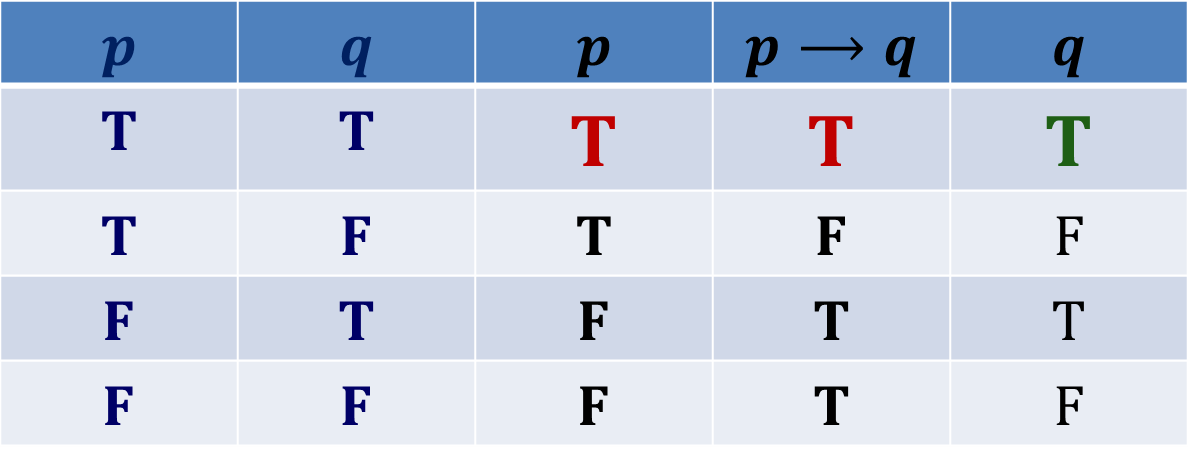 p q p p ⟶ q q
T T T T T
T F T F F
F T F T T
F F F T F